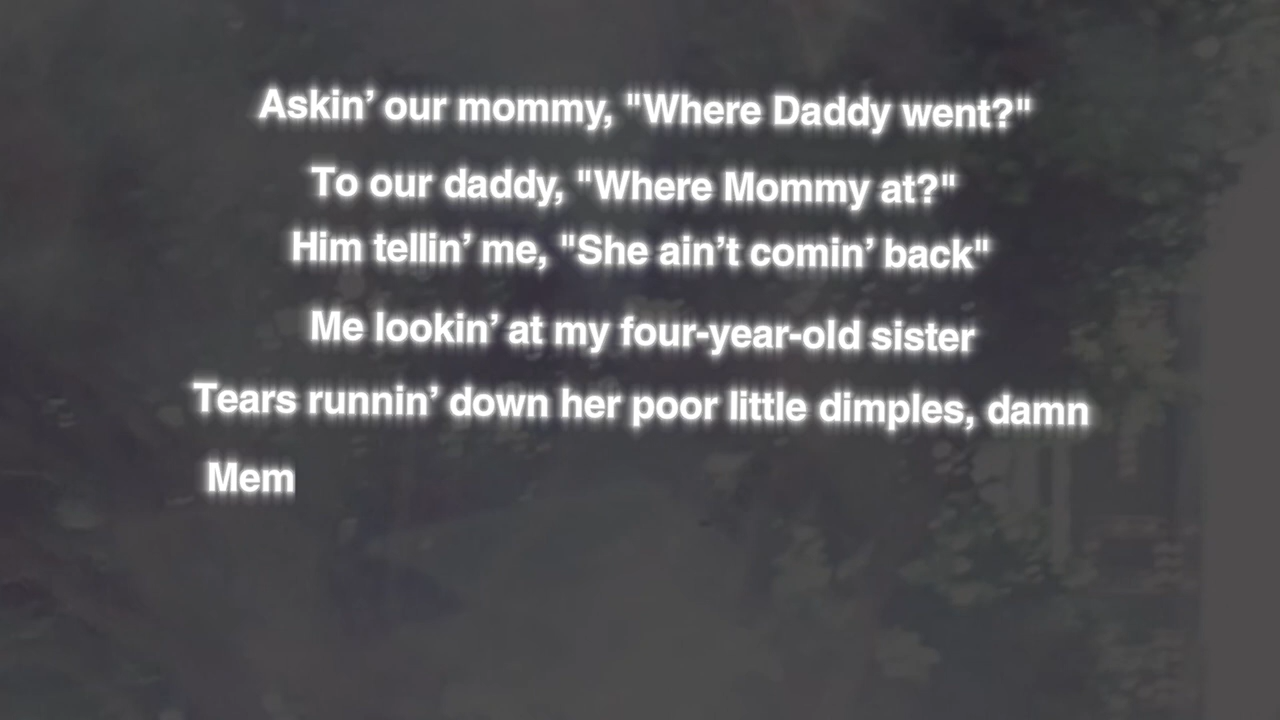 Askin’ our mommy, "Where Daddy went?"
To our daddy, "Where Mommy at?"
Him tellin’ me, "She ain’t comin’ back"
Me lookin’ at my four-year-old sister
Tears runnin’ down her poor little dimples, damn
Mem